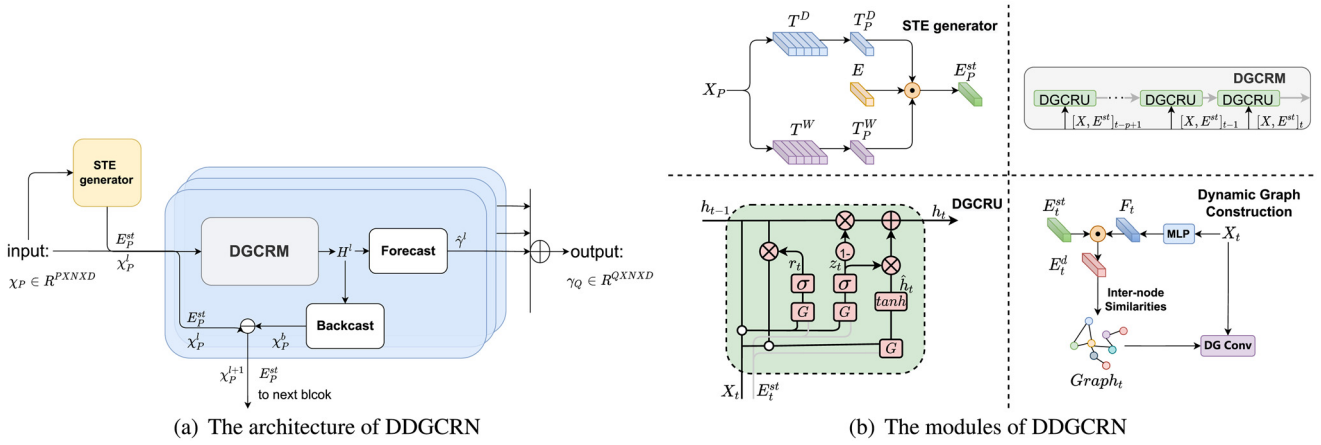 STE
generator
input:
χ_P ∈ R^{PXNXD}
E_P^{st}
χ_P^l
DGCRM
H^l
Forecast
γ̂^l
output:
γ_Q ∈ R^{QXNXD}
Backcast
E_P^{st}
χ_P^l
χ_P^b
χ_P^{l+1} E_P^{st}
to next blcok
(a) The architecture of DDGCRN
STE generator
T^D T_P^D
X_P
E
E_P^{st}
T^W T_P^W
DGCRM
DGCRU ... DGCRU DGCRU
[X, E^{st}]_{t-p+1} [X, E^{st}]_{t-1} [X, E^{st}]_t
DGCRU
h_{t-1}
h_t
1-
r_t
z_t
ĥ_t
σ σ
tanh
G G
G
X_t E_t^{st}
Dynamic Graph
Construction
E_t^{st} F_t
MLP
X_t
E_t^d
Inter-node
Similarities
DG Conv
Graph_t
(b) The modules of DDGCRN